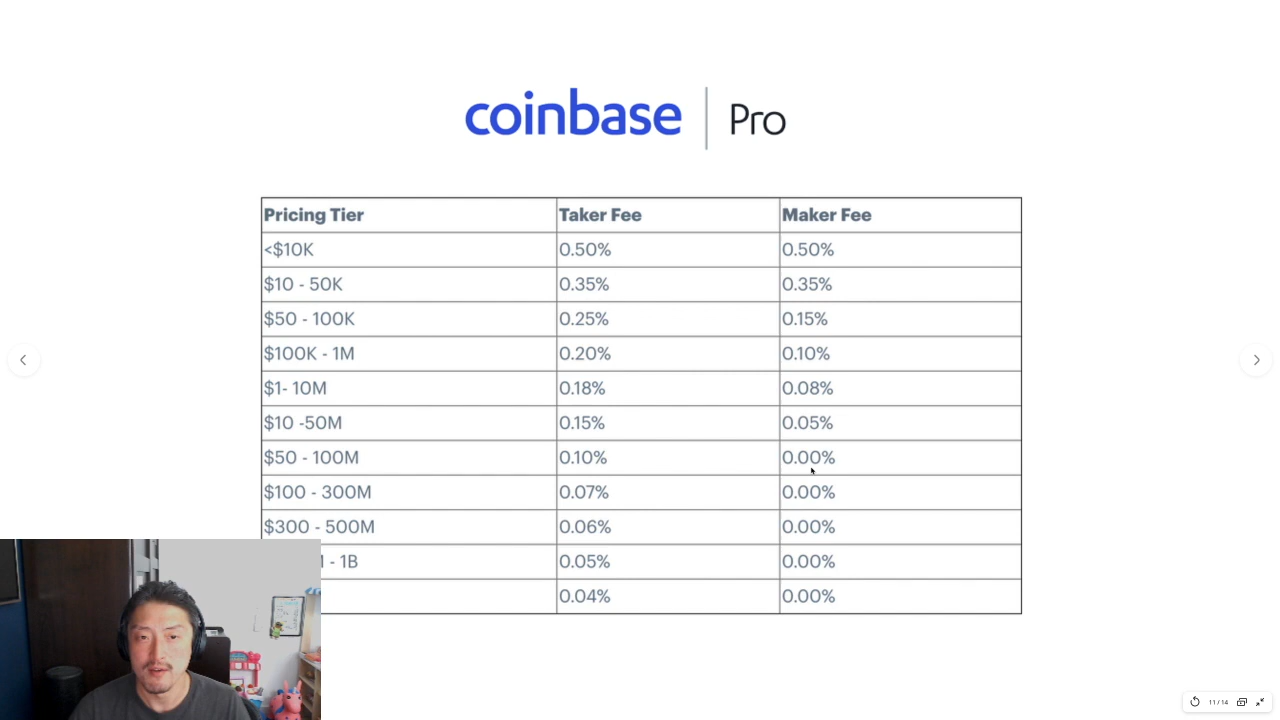 coinbase | Pro
Pricing Tier Taker Fee Maker Fee
<$10K 0.50% 0.50%
$10 - 50K 0.35% 0.35%
$50 - 100K 0.25% 0.15%
$100K - 1M 0.20% 0.10%
$1- 10M 0.18% 0.08%
$10 -50M 0.15% 0.05%
$50 - 100M 0.10% 0.00%
$100 - 300M 0.07% 0.00%
$300 - 500M 0.06% 0.00%
- 1B 0.05% 0.00%
0.04% 0.00%
11 / 14